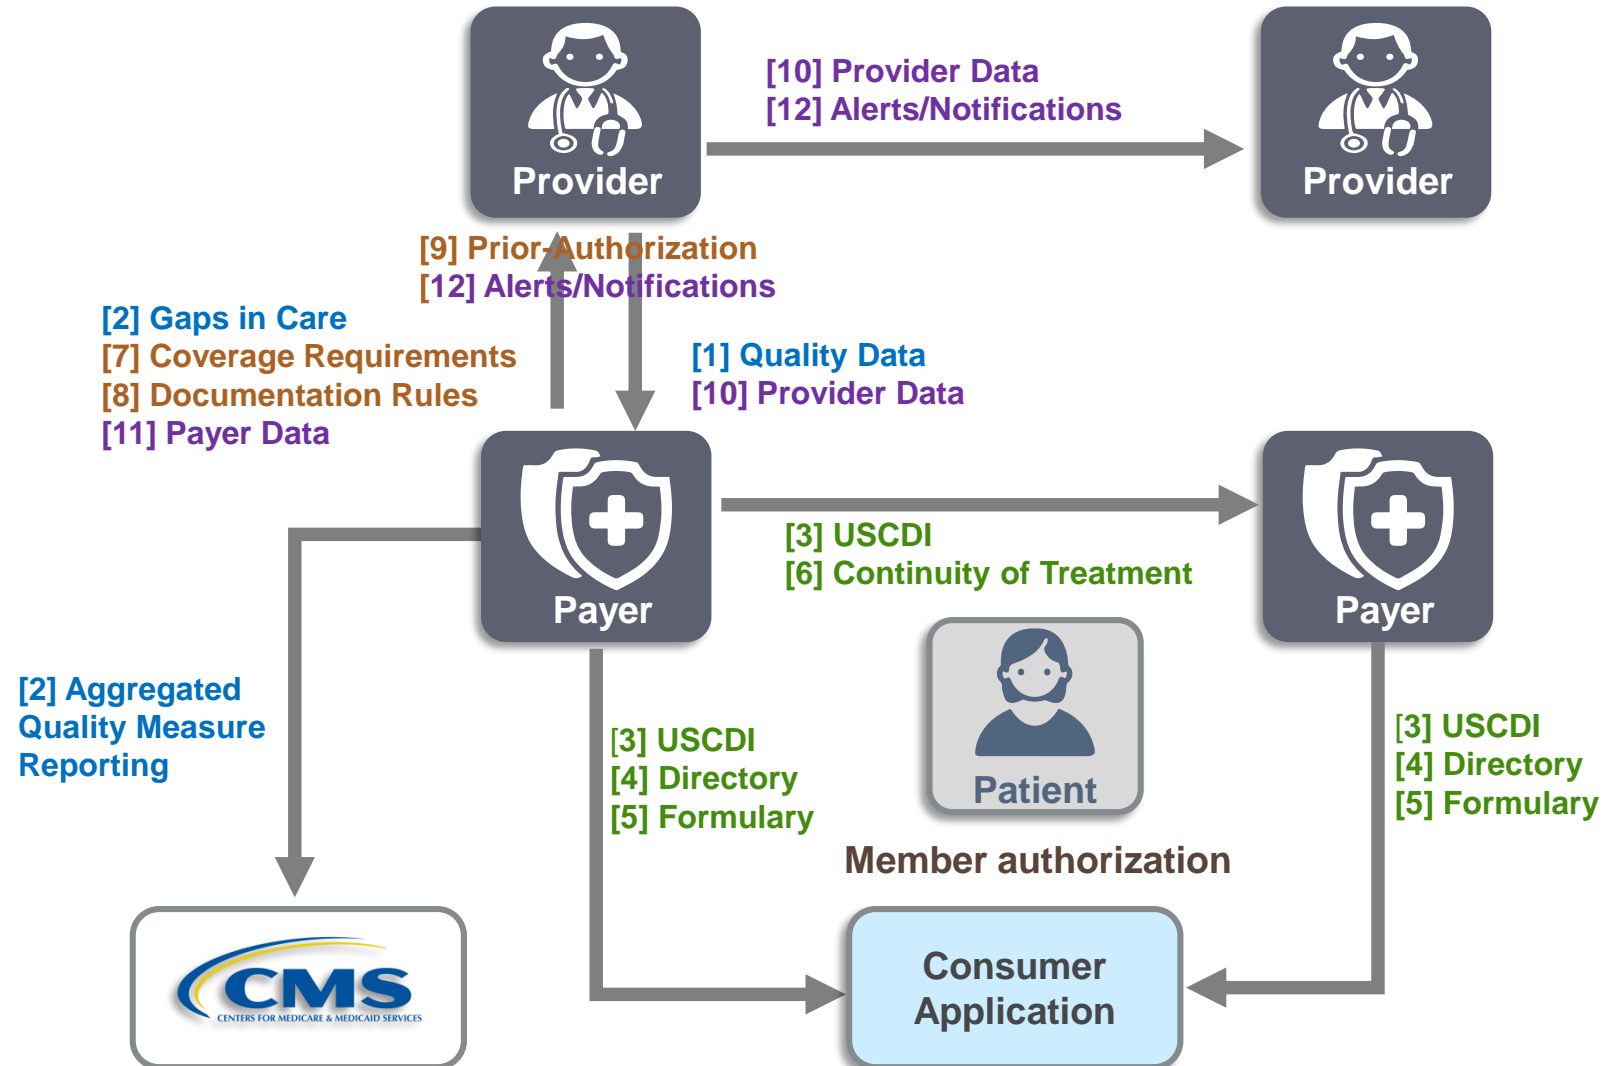 [10] Provider Data
[12] Alerts/Notifications
Provider
Provider
[9] Prior-Authorization
[12] Alerts/Notifications
[2] Gaps in Care
[7] Coverage Requirements
[8] Documentation Rules
[11] Payer Data
[1] Quality Data
[10] Provider Data
Payer
[3] USCDI
[6] Continuity of Treatment
Payer
[2] Aggregated
Quality Measure
Reporting
[3] USCDI
[4] Directory
[5] Formulary
Patient
[3] USCDI
[4] Directory
[5] Formulary
Member authorization
CMS
CENTERS FOR MEDICARE & MEDICAID SERVICES
Consumer
Application